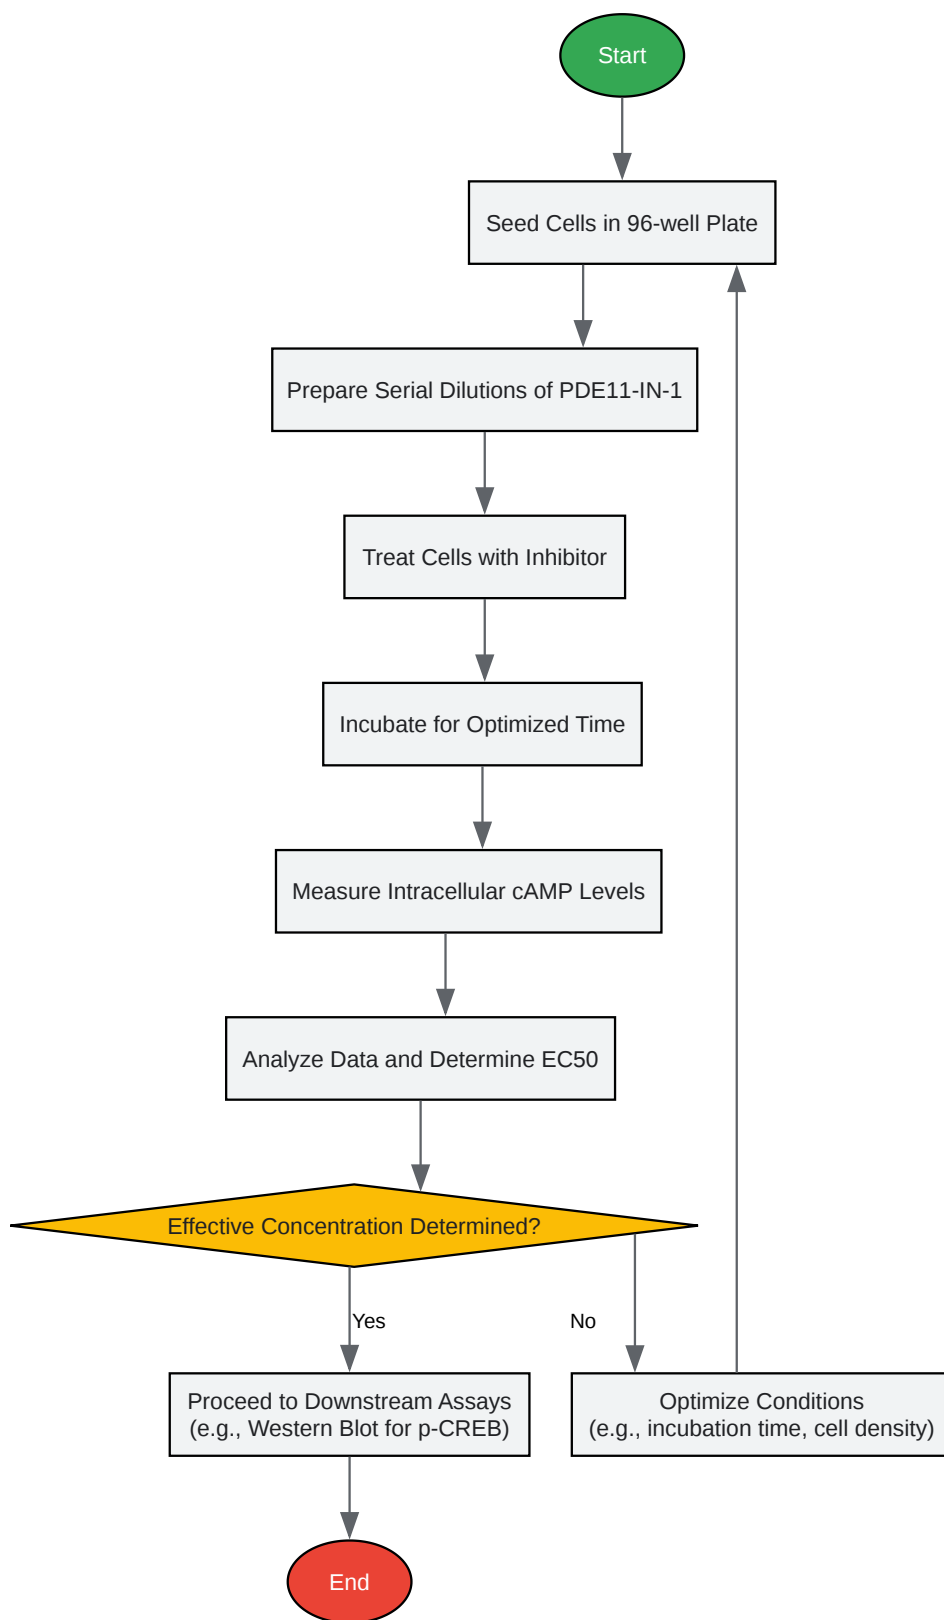 Start
Seed Cells in 96-well Plate
Prepare Serial Dilutions of PDE11-IN-1
Treat Cells with Inhibitor
Incubate for Optimized Time
Measure Intracellular cAMP Levels
Analyze Data and Determine EC50
Effective Concentration Determined?
Yes
No
Proceed to Downstream Assays
(e.g., Western Blot for p-CREB)
Optimize Conditions
(e.g., incubation time, cell density)
End